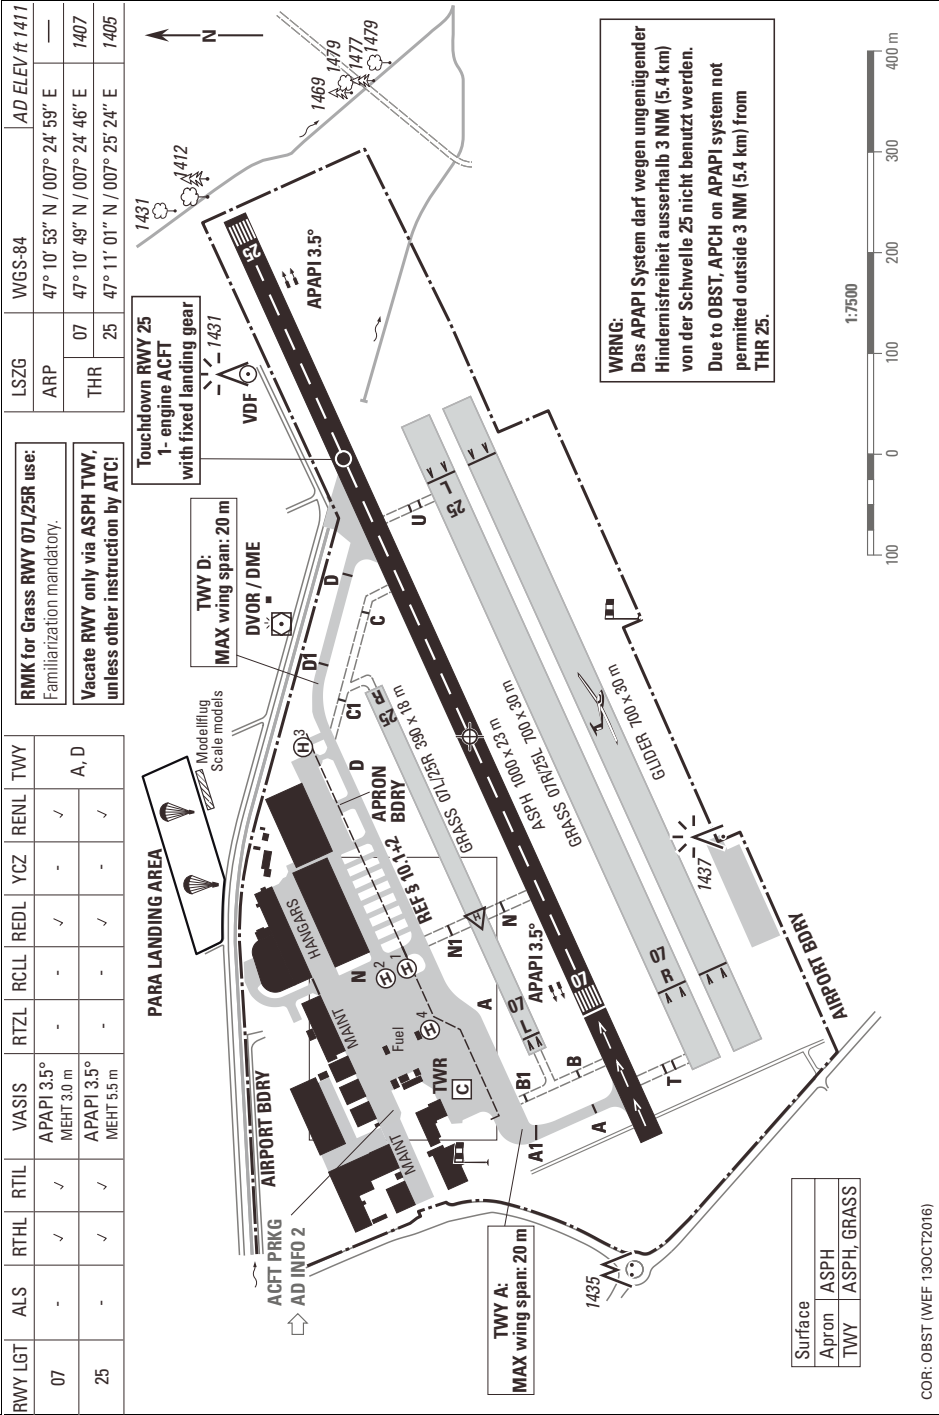 RWY LGT ALS RTHL RTIL VASIS RTZL RCLL REDL YCZ RENL TWY
07 - ✓ ✓ APAPI 3.5° MEHT 3.0 m - - ✓ - ✓ A, D
25 - ✓ ✓ APAPI 3.5° MEHT 5.5 m - - ✓ - ✓
RMK for Grass RWY 07L/25R use:
Familiarization mandatory.
Vacate RWY only via ASPH TWY,
unless other instruction by ATC!
LSZG WGS-84 AD ELEV ft 1411
ARP 47° 10' 53" N / 007° 24' 59" E —
THR 07 47° 10' 49" N / 007° 24' 46" E 1407
25 47° 11' 01" N / 007° 25' 24" E 1405
N
PARA LANDING AREA
Modellflug
Scale models
TWY D:
MAX wing span: 20 m
DVOR / DME
Touchdown RWY 25
1- engine ACFT
with fixed landing gear
1431
VDF
1431
1412
1469
1479
1477
1479
AIRPORT BDRY
ACFT PRKG
AD INFO 2
HANGARS
MAINT
MAINT
Fuel
TWR
C
H 1
H 2
H 3
H 4
H
N
D
APRON
BDRY
REF s 10.1+2
D1
D
C1
C
U
N1
N
A
A1
A
B1
B
T
GRASS 07L/25R 390 x 18 m
25 R
07
L
APAPI 3.5°
APAPI 3.5°
07
25
ASPH 1000 x 23 m
GRASS 07R/25L 700 x 30 m
25 L
07
R
GLIDER 700 x 30 m
1437
AIRPORT BDRY
1435
TWY A:
MAX wing span: 20 m
WRNG:
Das APAPI System darf wegen ungenügender
Hindernisfreiheit ausserhalb 3 NM (5.4 km)
von der Schwelle 25 nicht benutzt werden.
Due to OBST, APCH on APAPI system not
permitted outside 3 NM (5.4 km) from
THR 25.
Surface
Apron ASPH
TWY ASPH, GRASS
1:7500
100 0 100 200 300 400 m
COR: OBST (WEF 13OCT2016)